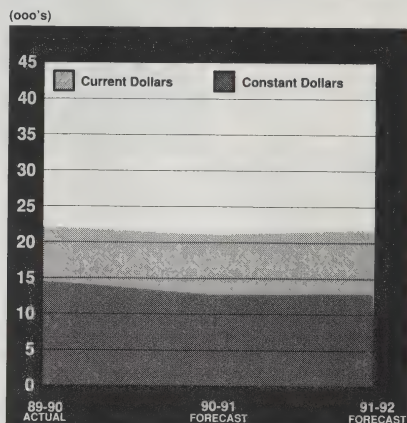 (ooo's)
Current Dollars
Constant Dollars
45
40
35
30
25
20
15
10
5
0
89-90 90-91 91-92
ACTUAL FORECAST FORECAST